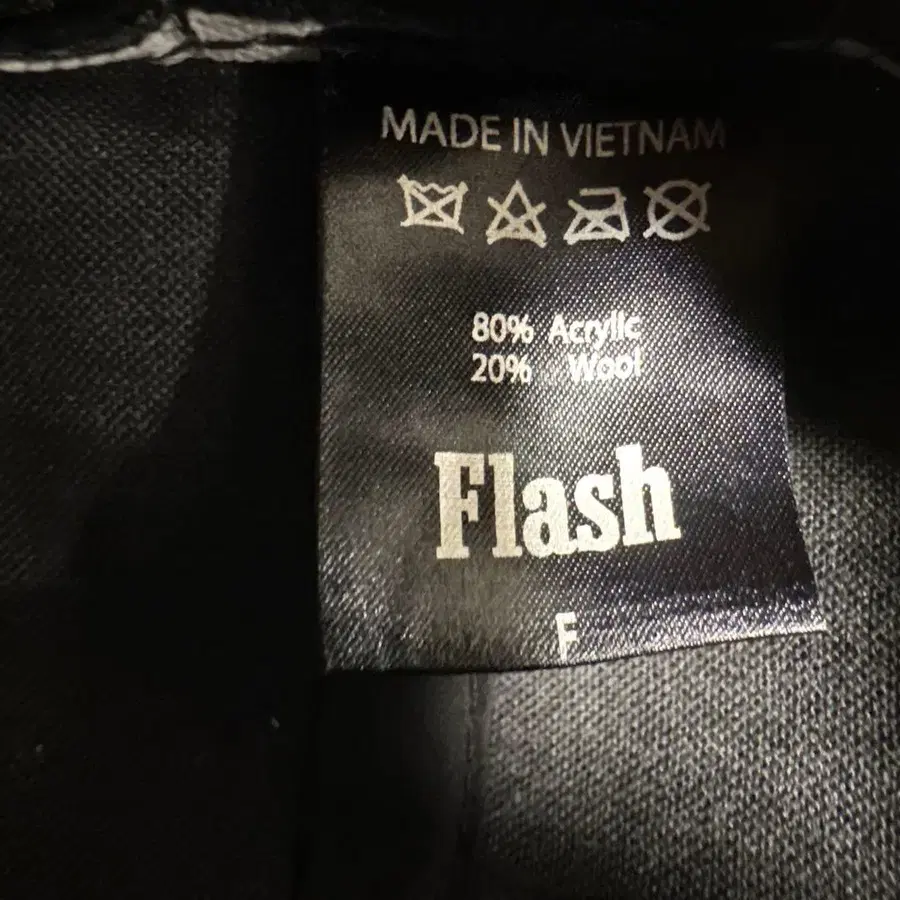 MADE IN VIETNAM
80% Acrylic
20% Wool
Flash
F